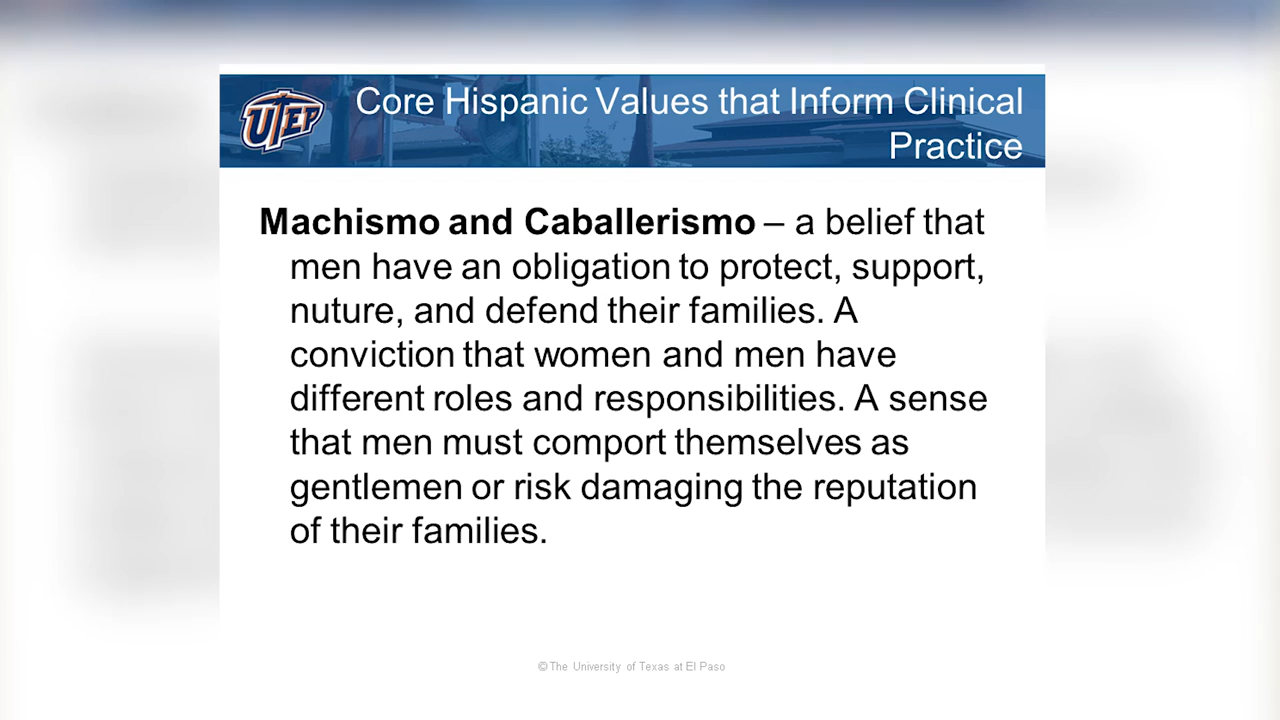 UTEP
Core Hispanic Values that Inform Clinical
Practice
Machismo and Caballerismo – a belief that
men have an obligation to protect, support,
nuture, and defend their families. A
conviction that women and men have
different roles and responsibilities. A sense
that men must comport themselves as
gentlemen or risk damaging the reputation
of their families.
© The University of Texas at El Paso